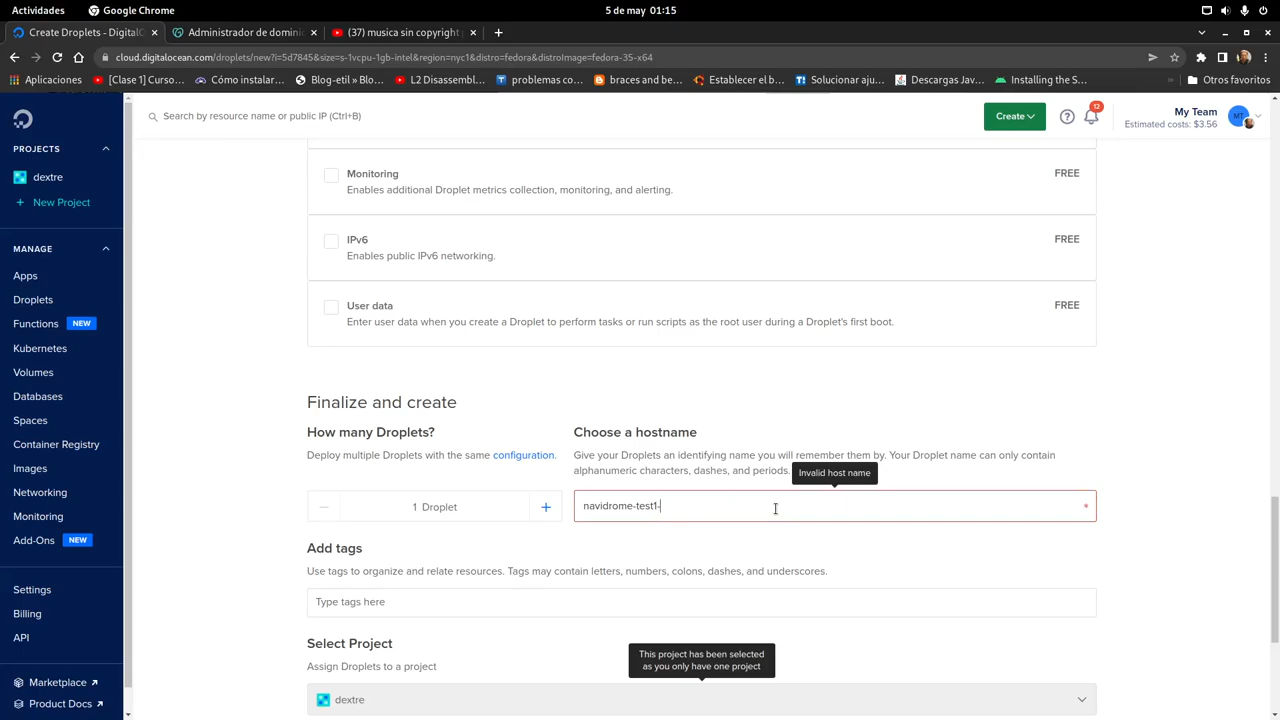 Actividades
Google Chrome
5 de may 01:15
Create Droplets - DigitalO
Administrador de domini
(37) musica sin copyright
cloud.digitalocean.com/droplets/new?i=5d7845&size=s-1vcpu-1gb-intel&region=nyc1&distro=fedora&distroImage=fedora-35-x64
Aplicaciones
[Clase 1] Curso...
Cómo instalar...
Blog-etil » Blo...
L2 Disassembl...
problemas co...
braces and be...
Establecer el b...
Solucionar ayu...
Descargas Jav...
Installing the S...
»
Otros favoritos
Search by resource name or public IP (Ctrl+B)
Create
12
My Team
Estimated costs: $3.56
MT
PROJECTS
dextre
+ New Project
MANAGE
Apps
Droplets
Functions NEW
Kubernetes
Volumes
Databases
Spaces
Container Registry
Images
Networking
Monitoring
Add-Ons NEW
Settings
Billing
API
Marketplace
Product Docs
Monitoring
FREE
Enables additional Droplet metrics collection, monitoring, and alerting.
IPv6
FREE
Enables public IPv6 networking.
User data
FREE
Enter user data when you create a Droplet to perform tasks or run scripts as the root user during a Droplet's first boot.
Finalize and create
How many Droplets?
Deploy multiple Droplets with the same configuration.
1 Droplet
Choose a hostname
Give your Droplets an identifying name you will remember them by. Your Droplet name can only contain
alphanumeric characters, dashes, and periods.
Invalid host name
navidrome-test1-
Add tags
Use tags to organize and relate resources. Tags may contain letters, numbers, colons, dashes, and underscores.
Type tags here
Select Project
Assign Droplets to a project
This project has been selected
as you only have one project
dextre